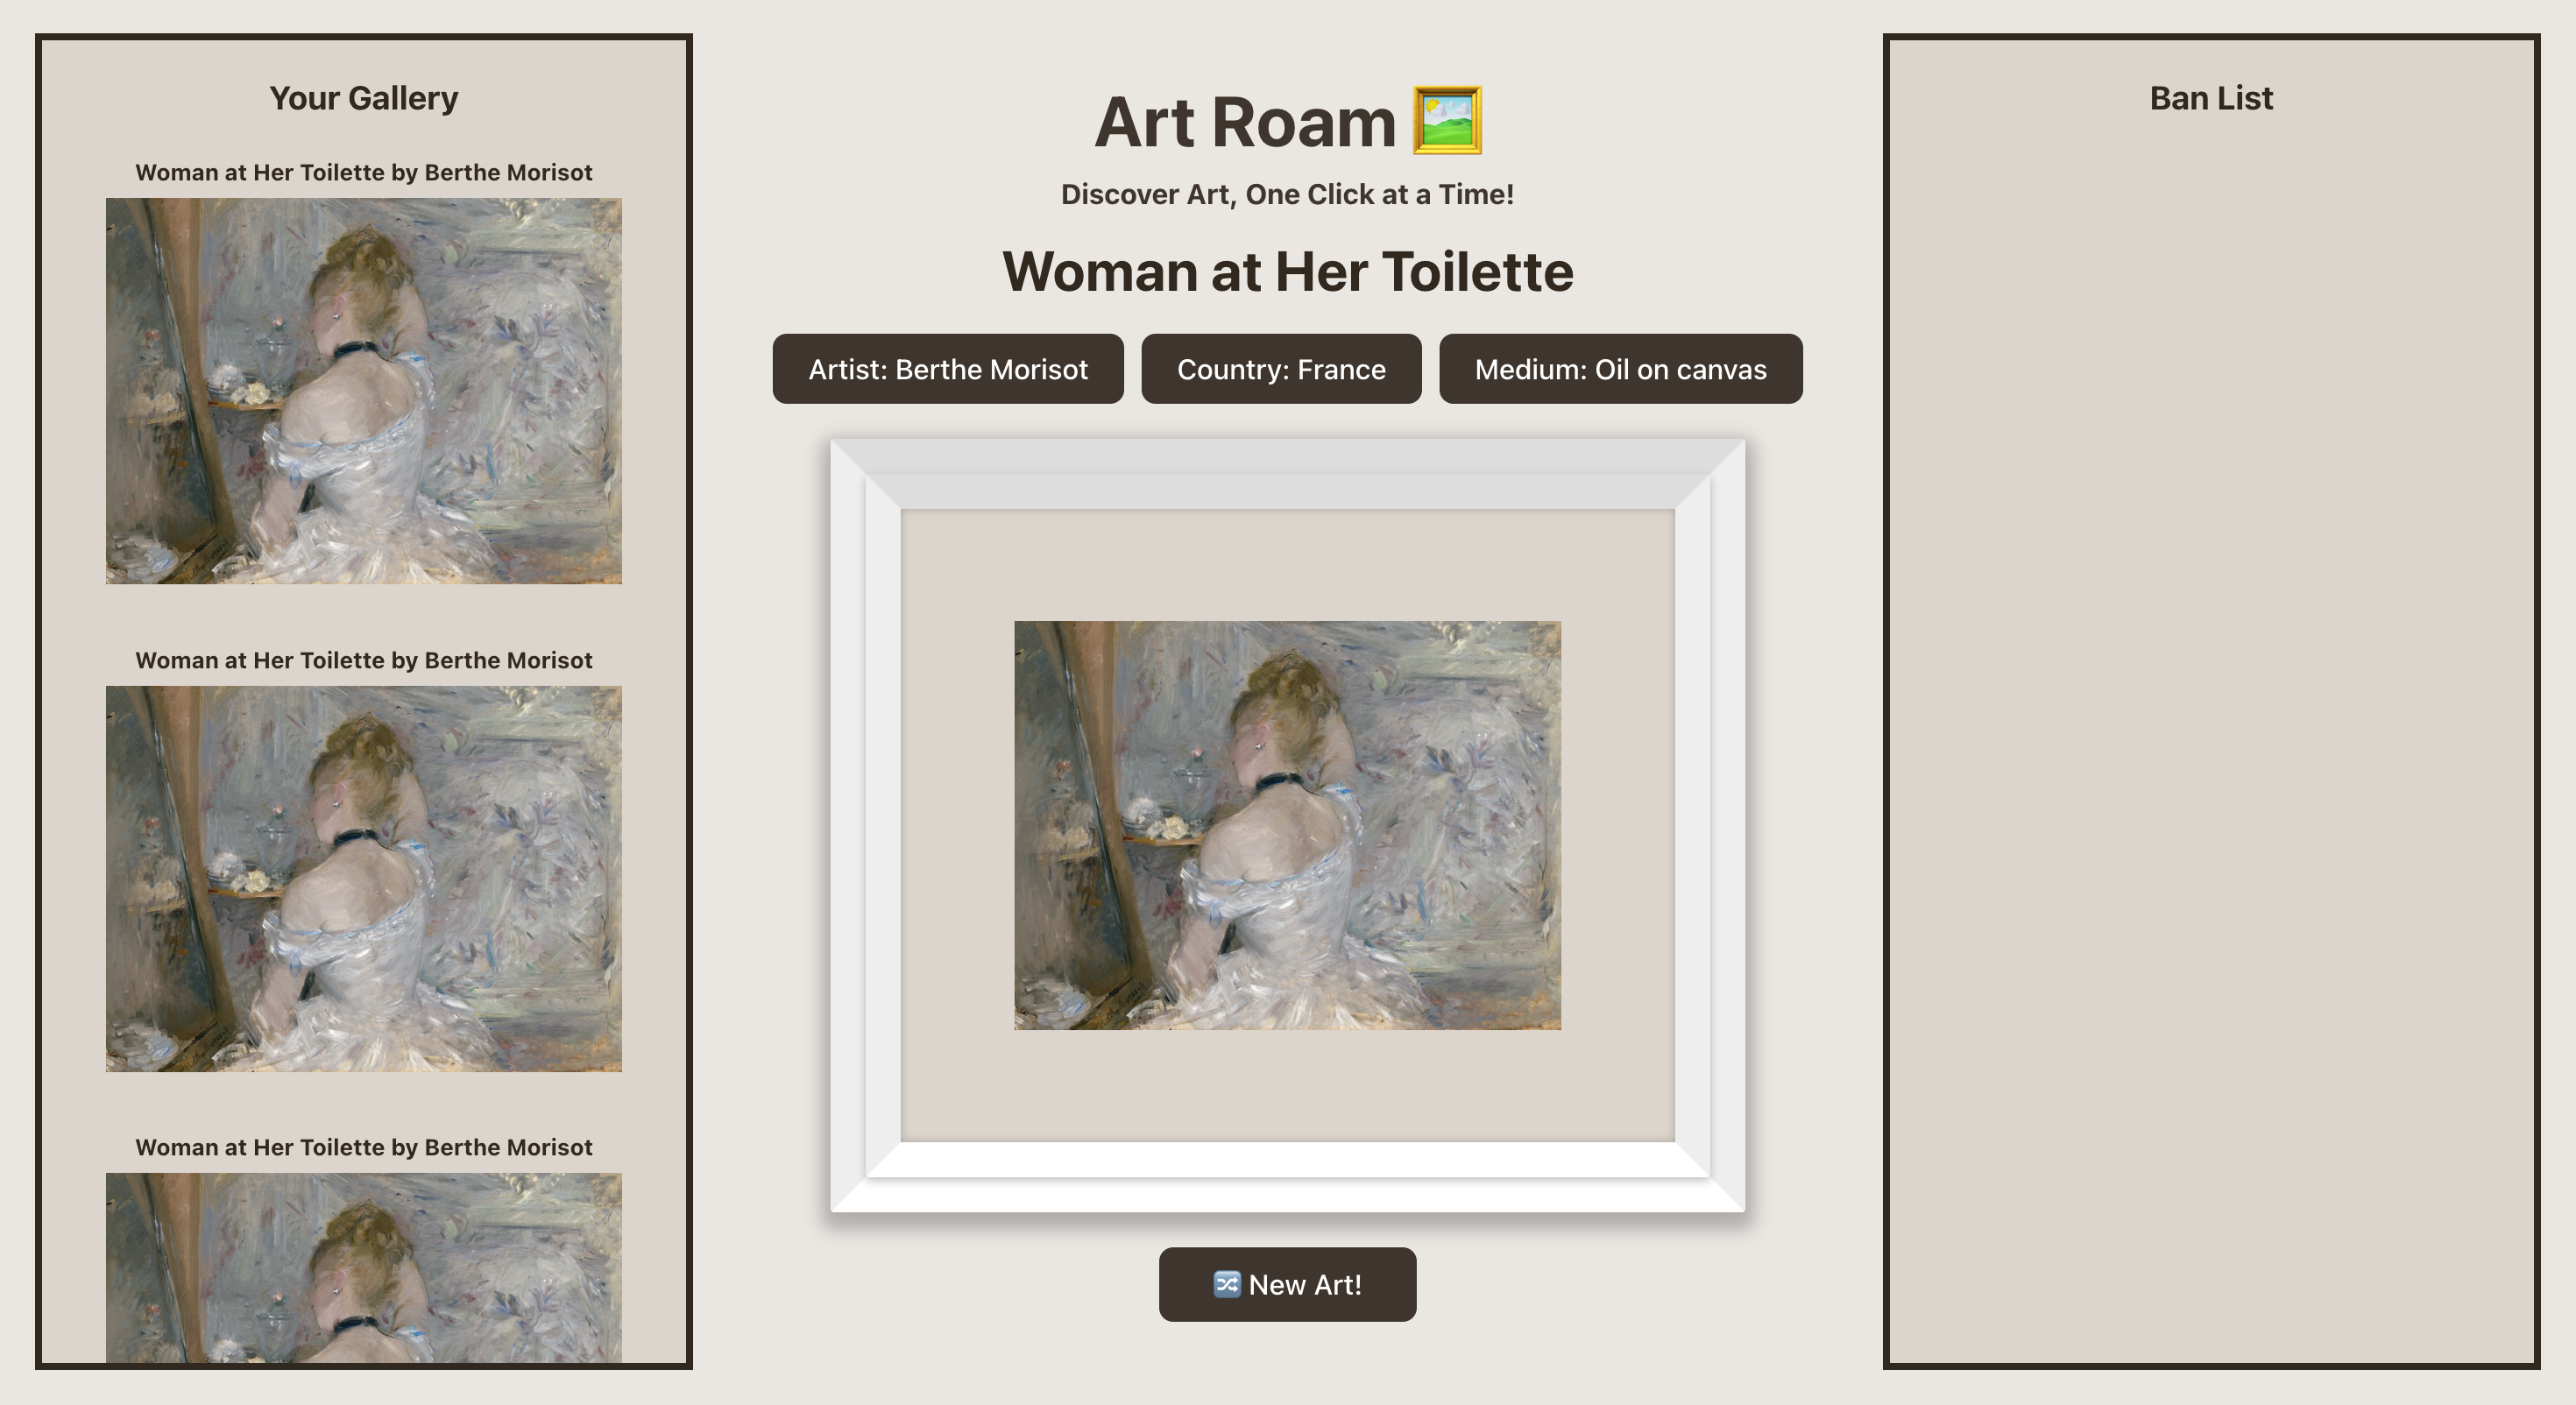 Your Gallery
Woman at Her Toilette by Berthe Morisot
Woman at Her Toilette by Berthe Morisot
Woman at Her Toilette by Berthe Morisot
Art Roam
Discover Art, One Click at a Time!
Woman at Her Toilette
Artist: Berthe Morisot
Country: France
Medium: Oil on canvas
New Art!
Ban List